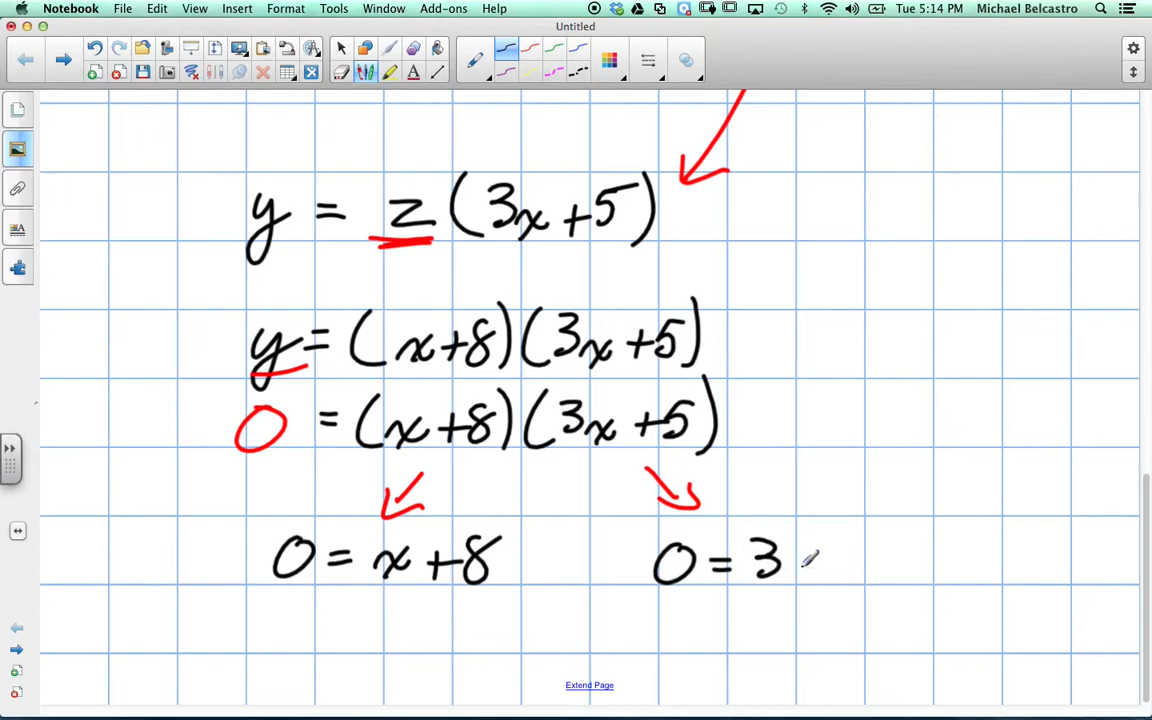 Notebook File Edit View Insert Format Tools Window Add-ons Help Tue 5:14 PM Michael Belcastro
Untitled
y = z (3x+5)
y = (x+8)(3x+5)
0 = (x+8)(3x+5)
0 = x+8 0 = 3
Extend Page